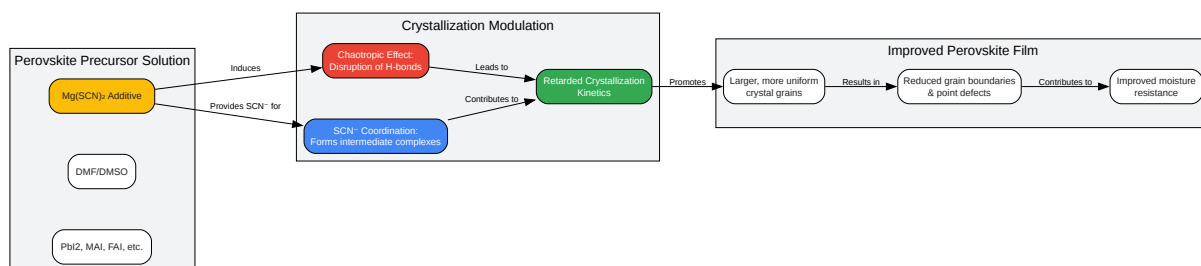 Perovskite Precursor Solution
Mg(SCN)₂ Additive
DMF/DMSO
PbI2, MAI, FAI, etc.
Induces
Provides SCN⁻ for
Crystallization Modulation
Chaotropic Effect:
Disruption of H-bonds
SCN⁻ Coordination:
Forms intermediate complexes
Leads to
Contributes to
Retarded Crystallization
Kinetics
Promotes
Improved Perovskite Film
Larger, more uniform
crystal grains
Results in
Reduced grain boundaries
& point defects
Contributes to
Improved moisture
resistance